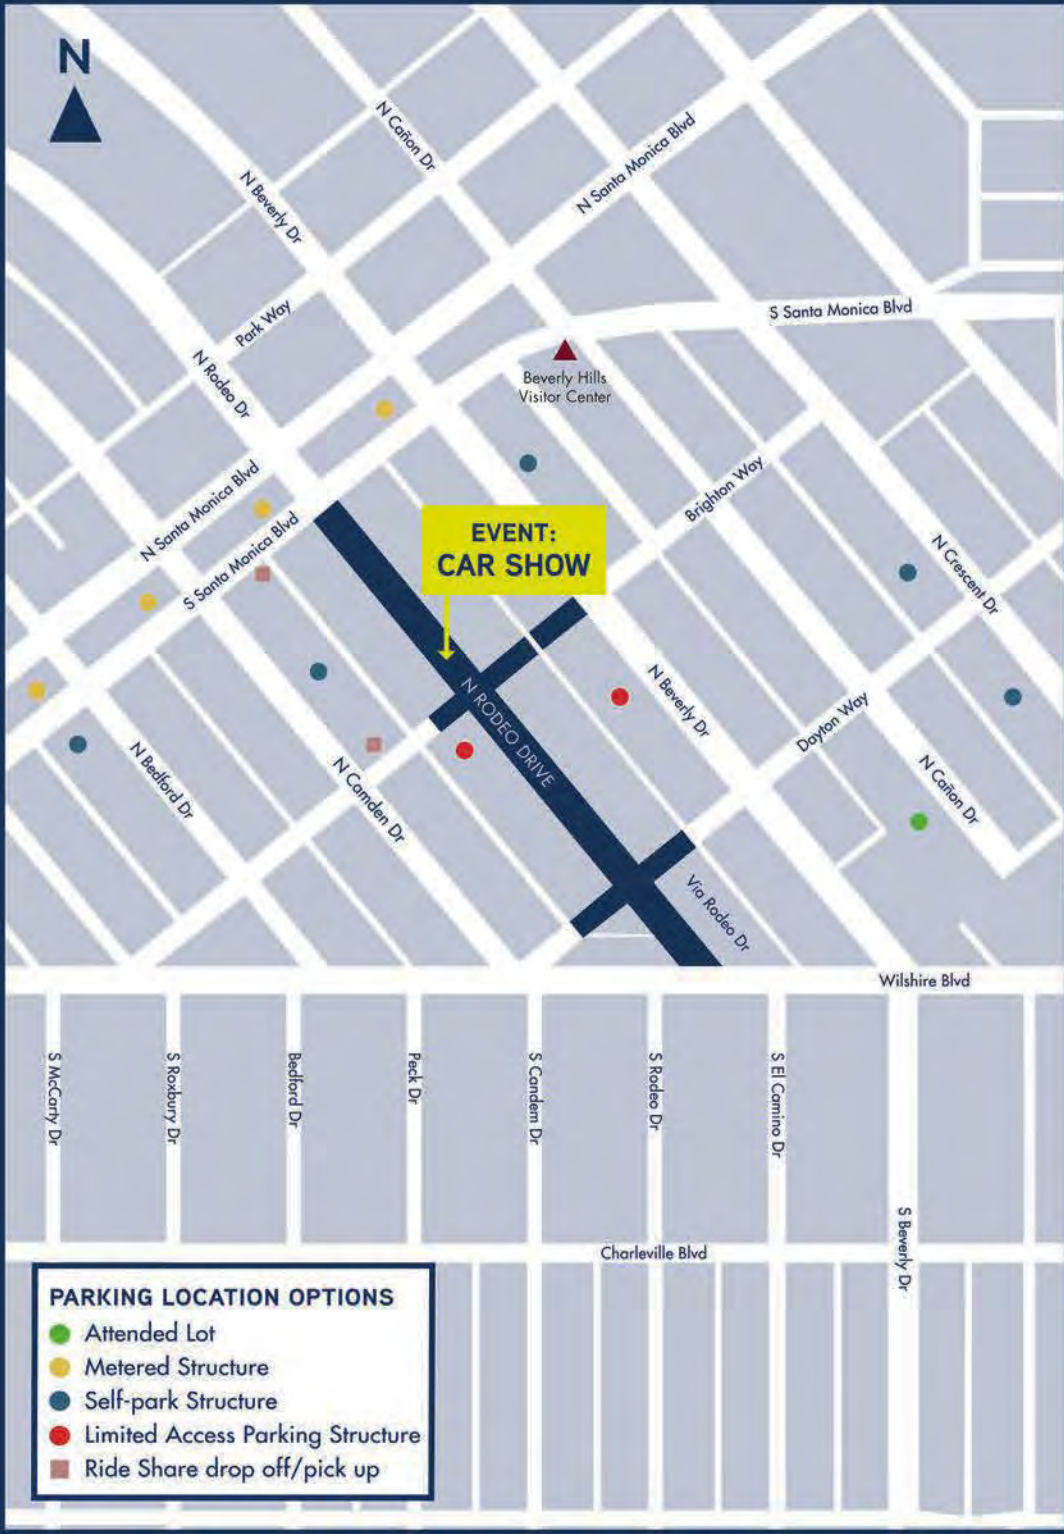 N
N Cañon Dr
N Santa Monica Blvd
N Beverly Dr
Park Way
S Santa Monica Blvd
N Rodeo Dr
Beverly Hills
Visitor Center
N Santa Monica Blvd
S Santa Monica Blvd
Brighton Way
EVENT:
CAR SHOW
N Crescent Dr
N RODEO DRIVE
N Beverly Dr
Dayton Way
N Bedford Dr
N Camden Dr
N Cañon Dr
Via Rodeo Dr
Wilshire Blvd
S McCarty Dr
S Roxbury Dr
Bedford Dr
Peck Dr
S Candem Dr
S Rodeo Dr
S El Camino Dr
S Beverly Dr
Charleville Blvd
PARKING LOCATION OPTIONS
Attended Lot
Metered Structure
Self-park Structure
Limited Access Parking Structure
Ride Share drop off/pick up